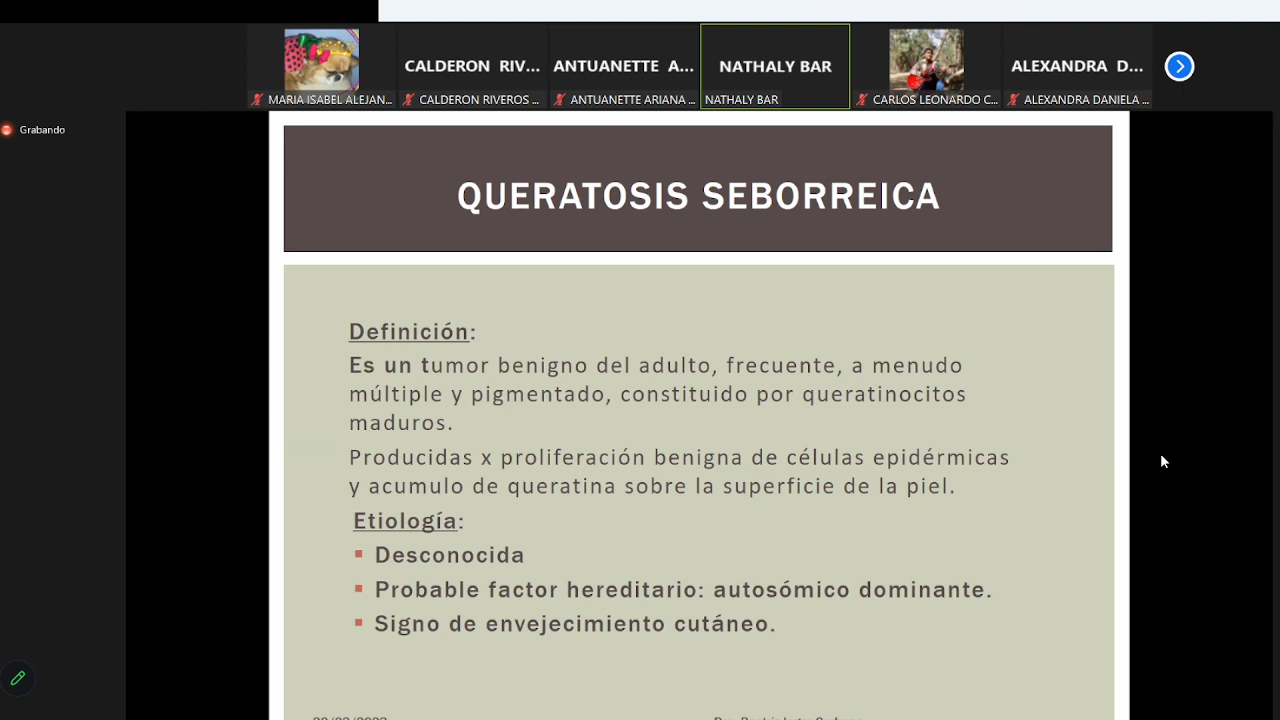 CALDERON RIV...
ANTUANETTE A...
NATHALY BAR
ALEXANDRA D...
MARIA ISABEL ALEJAN...
CALDERON RIVEROS ...
ANTUANETTE ARIANA ...
NATHALY BAR
CARLOS LEONARDO C...
ALEXANDRA DANIELA ...
Grabando
QUERATOSIS SEBORREICA
Definición:
Es un tumor benigno del adulto, frecuente, a menudo
múltiple y pigmentado, constituido por queratinocitos
maduros.
Producidas x proliferación benigna de células epidérmicas
y acumulo de queratina sobre la superficie de la piel.
Etiología:
Desconocida
Probable factor hereditario: autosómico dominante.
Signo de envejecimiento cutáneo.